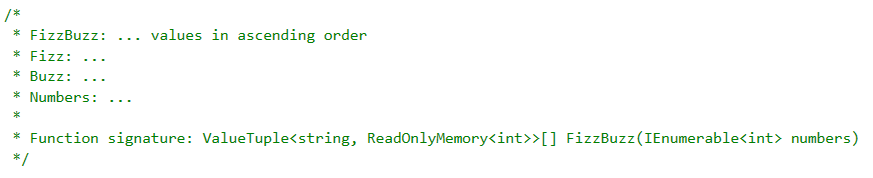 /*
* FizzBuzz: ... values in ascending order
* Fizz: ...
* Buzz: ...
* Numbers: ...
*
* Function signature: ValueTuple<string, ReadOnlyMemory<int>>[] FizzBuzz(IEnumerable<int> numbers)
*/